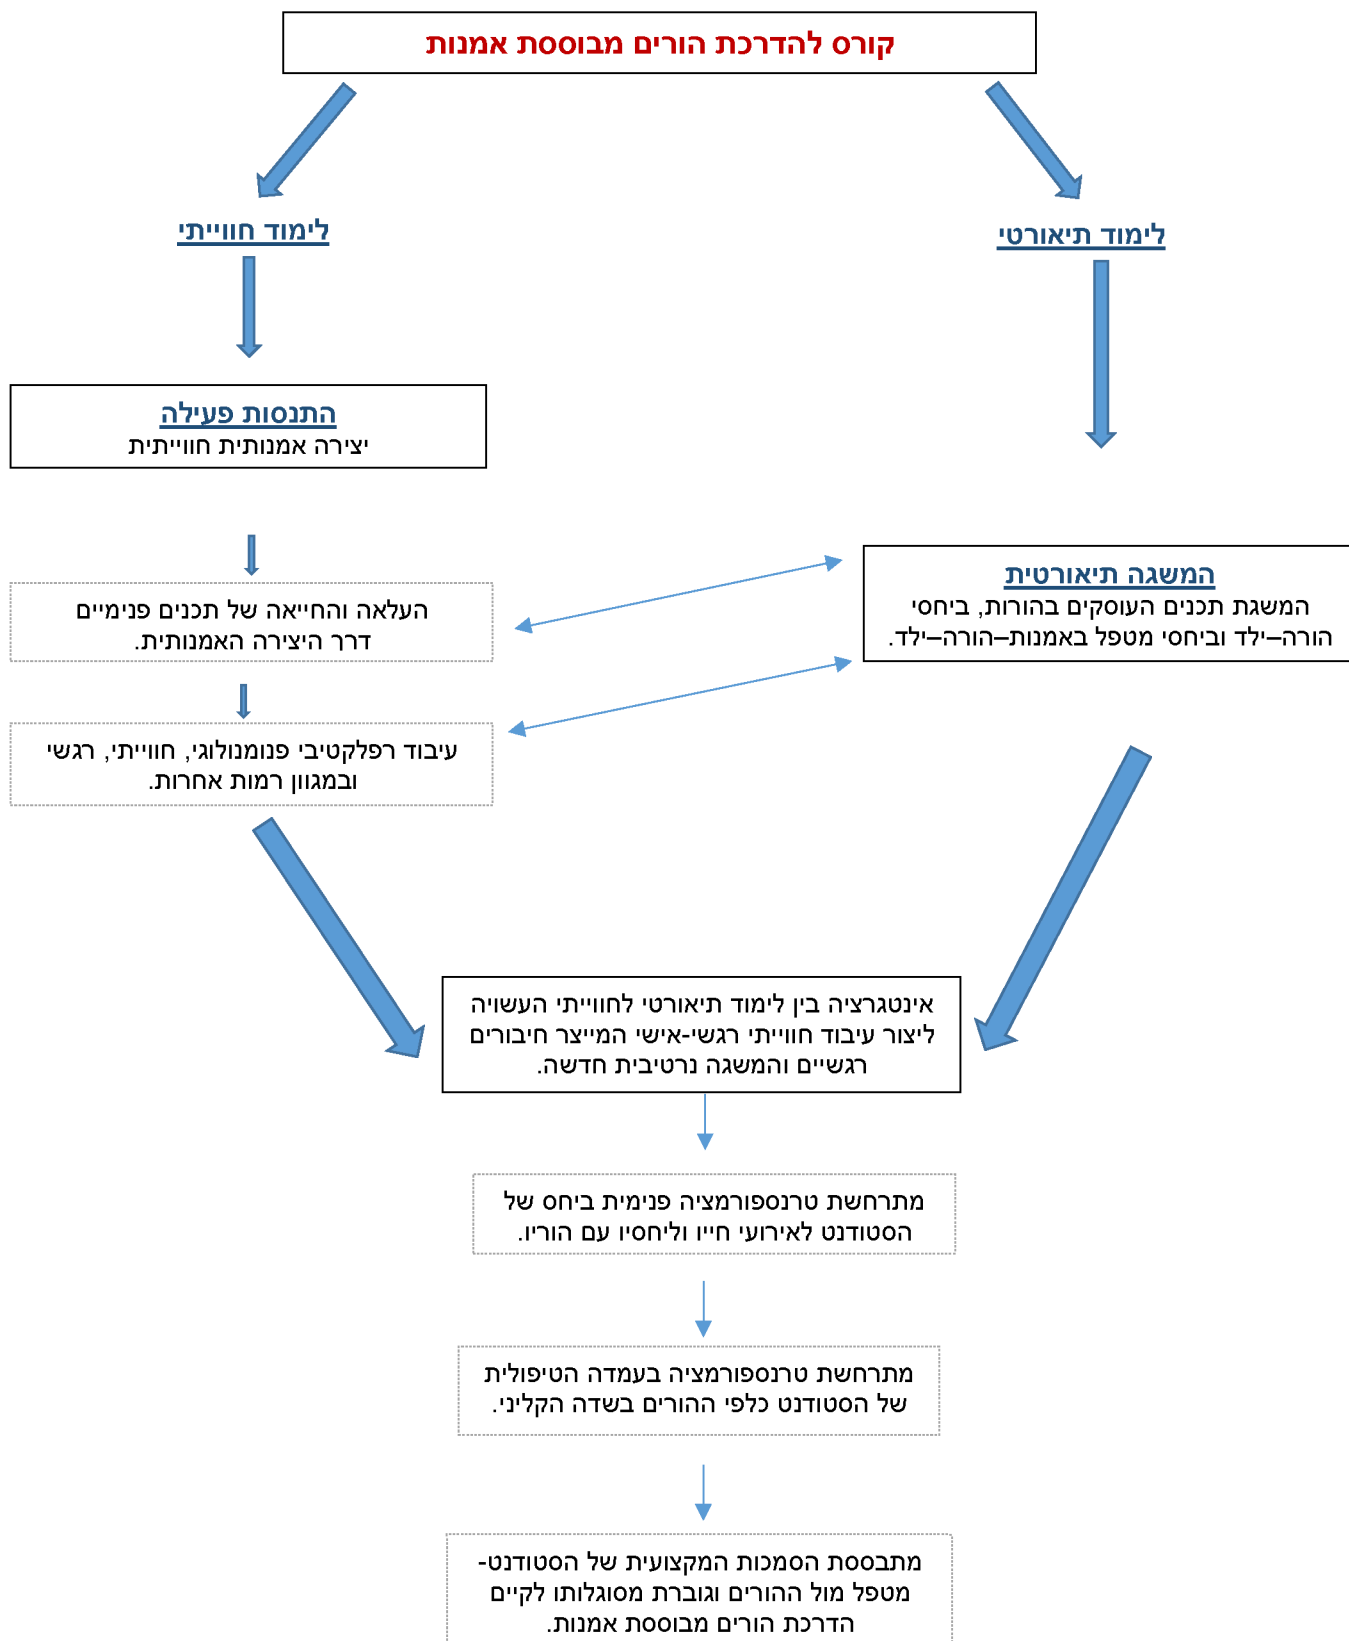 קורס להדרכת הורים מבוססת אמנות
לימוד תיאורטי
לימוד חווייתי
התנסות פעילה
יצירה אמנותית חווייתית
המשגה תיאורטית
המשגת תכנים העוסקים בהורות, ביחסי
הורה–ילד וביחסי מטפל באמנות–הורה–ילד.
העלאה והחייאה של תכנים פנימיים
דרך היצירה האמנותית.
עיבוד רפלקטיבי פנומנולוגי, חווייתי, רגשי
ובמגוון רמות אחרות.
אינטגרציה בין לימוד תיאורטי לחווייתי העשויה
ליצור עיבוד חווייתי רגשי-אישי המייצר חיבורים
רגשיים והמשגה נרטיבית חדשה.
מתרחשת טרנספורמציה פנימית ביחס של
הסטודנט לאירועי חייו וליחסיו עם הוריו.
מתרחשת טרנספורמציה בעמדה הטיפולית
של הסטודנט כלפי ההורים בשדה הקליני.
מתבססת הסמכות המקצועית של הסטודנט-
מטפל מול ההורים וגוברת מסוגלותו לקיים
הדרכת הורים מבוססת אמנות.